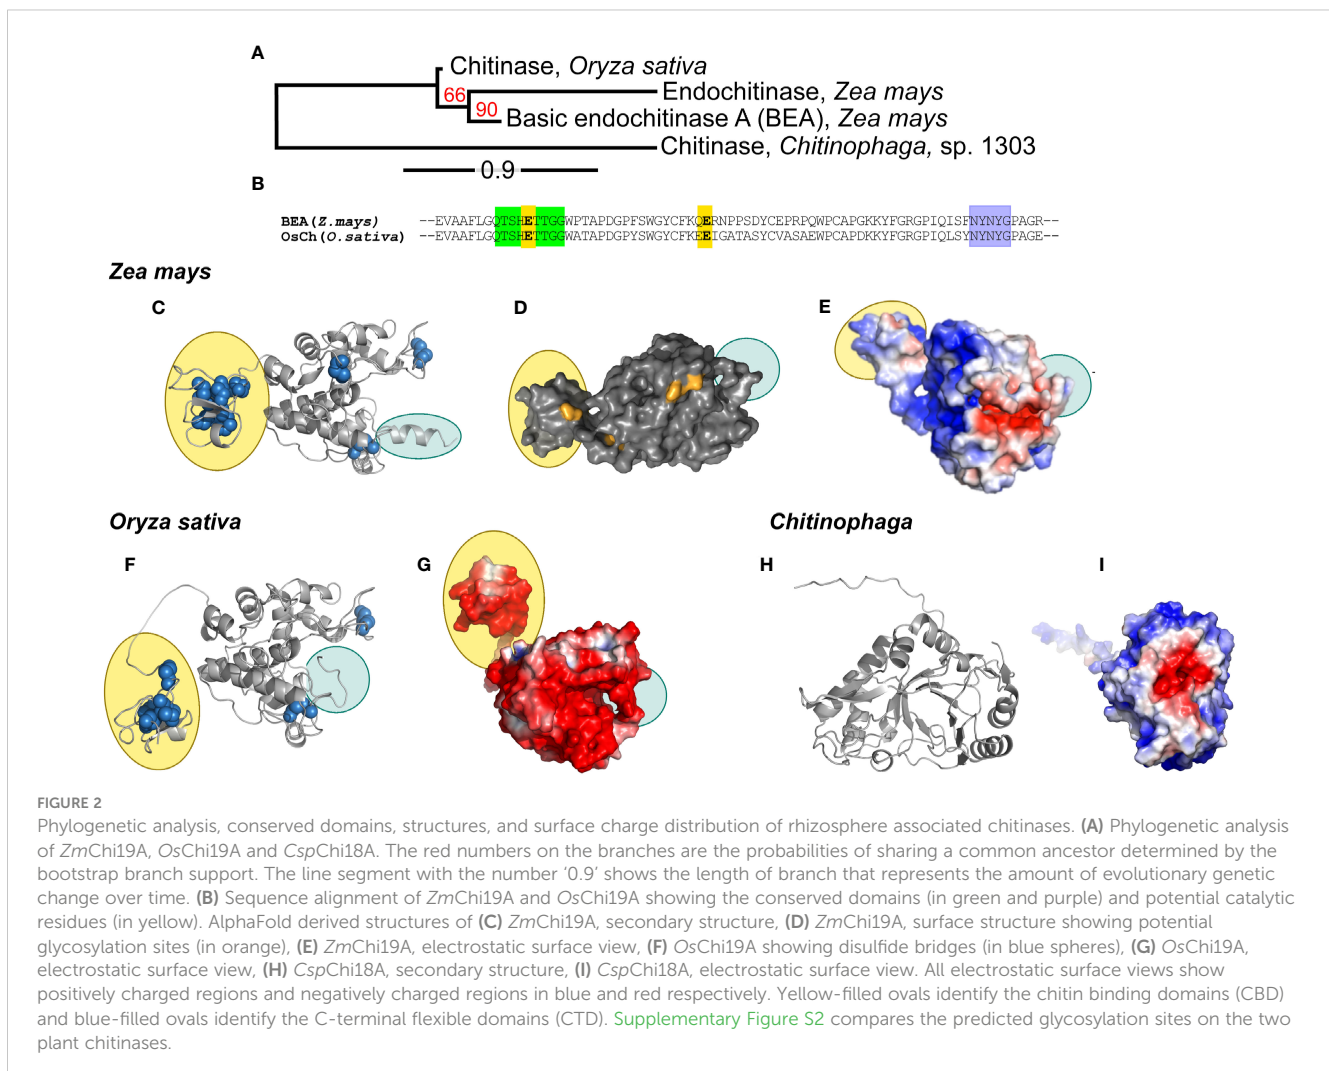 A
Chitinase, Oryza sativa
66
Endochitinase, Zea mays
90
Basic endochitinase A (BEA), Zea mays
Chitinase, Chitinophaga, sp. 1303
0.9
B
BEA(Z.mays) --EVAAFLGQTSHETTGGWPTAPDGPFSWGYCFKQERNPPSDYCEPRPQWPCAPGKKYFGRGPIQISFNYNYGPAGR--
OsCh(O.sativa) --EVAAFLGQTSHETTGGWATAPDGPYSWGYCFKEEIGATASYCVASAEWPCAPDKKYFGRGPIQLSYNYNYGPAGE--
Zea mays
C
D
E
Oryza sativa
Chitinophaga
F
G
H
I
FIGURE 2
Phylogenetic analysis, conserved domains, structures, and surface charge distribution of rhizosphere associated chitinases. (A) Phylogenetic analysis
of ZmChi19A, OsChi19A and CspChi18A. The red numbers on the branches are the probabilities of sharing a common ancestor determined by the
bootstrap branch support. The line segment with the number '0.9' shows the length of branch that represents the amount of evolutionary genetic
change over time. (B) Sequence alignment of ZmChi19A and OsChi19A showing the conserved domains (in green and purple) and potential catalytic
residues (in yellow). AlphaFold derived structures of (C) ZmChi19A, secondary structure, (D) ZmChi19A, surface structure showing potential
glycosylation sites (in orange), (E) ZmChi19A, electrostatic surface view, (F) OsChi19A showing disulfide bridges (in blue spheres), (G) OsChi19A,
electrostatic surface view, (H) CspChi18A, secondary structure, (I) CspChi18A, electrostatic surface view. All electrostatic surface views show
positively charged regions and negatively charged regions in blue and red respectively. Yellow-filled ovals identify the chitin binding domains (CBD)
and blue-filled ovals identify the C-terminal flexible domains (CTD). Supplementary Figure S2 compares the predicted glycosylation sites on the two
plant chitinases.